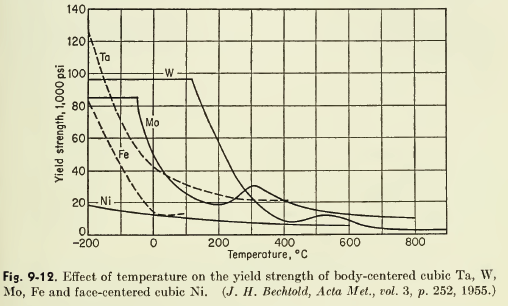 140
120
100
80
60
40
20
0
Yield strength, 1,000 psi
Ta
W
Mo
Fe
Ni
-200
0
200
400
600
800
Temperature, °C
Fig. 9-12. Effect of temperature on the yield strength of body-centered cubic Ta, W,
Mo, Fe and face-centered cubic Ni. (J. H. Bechtold, Acta Met., vol. 3, p. 252, 1955.)